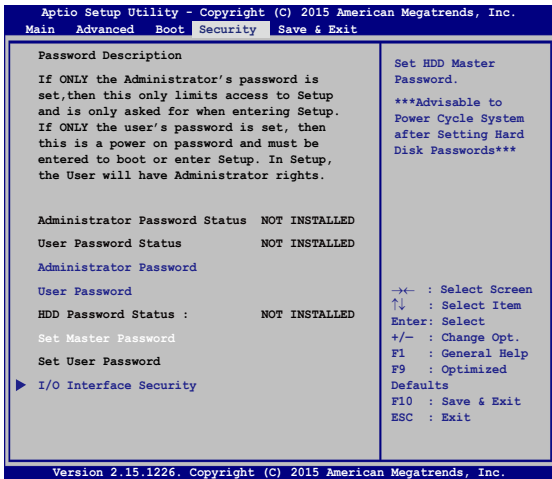 Aptio Setup Utility - Copyright (C) 2015 American Megatrends, Inc.
Main Advanced Boot Security Save & Exit
Password Description
If ONLY the Administrator's password is
set,then this only limits access to Setup
and is only asked for when entering Setup.
If ONLY the user's password is set, then
this is a power on password and must be
entered to boot or enter Setup. In Setup,
the User will have Administrator rights.
Administrator Password Status NOT INSTALLED
User Password Status NOT INSTALLED
Administrator Password
User Password
HDD Password Status : NOT INSTALLED
Set Master Password
Set User Password
I/O Interface Security
Set HDD Master
Password.
***Advisable to
Power Cycle System
after Setting Hard
Disk Passwords***
→← : Select Screen
↑↓ : Select Item
Enter: Select
+/— : Change Opt.
F1 : General Help
F9 : Optimized
Defaults
F10 : Save & Exit
ESC : Exit
Version 2.15.1226. Copyright (C) 2015 American Megatrends, Inc.